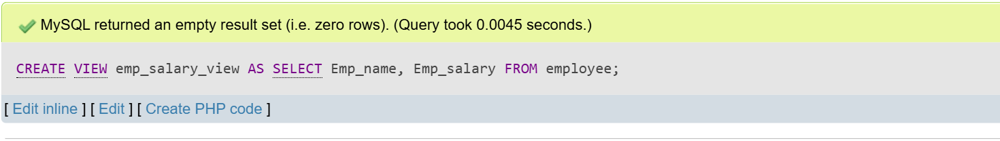 MySQL returned an empty result set (i.e. zero rows). (Query took 0.0045 seconds.)
CREATE VIEW emp_salary_view AS SELECT Emp_name, Emp_salary FROM employee;
[ Edit inline ] [ Edit ] [ Create PHP code ]